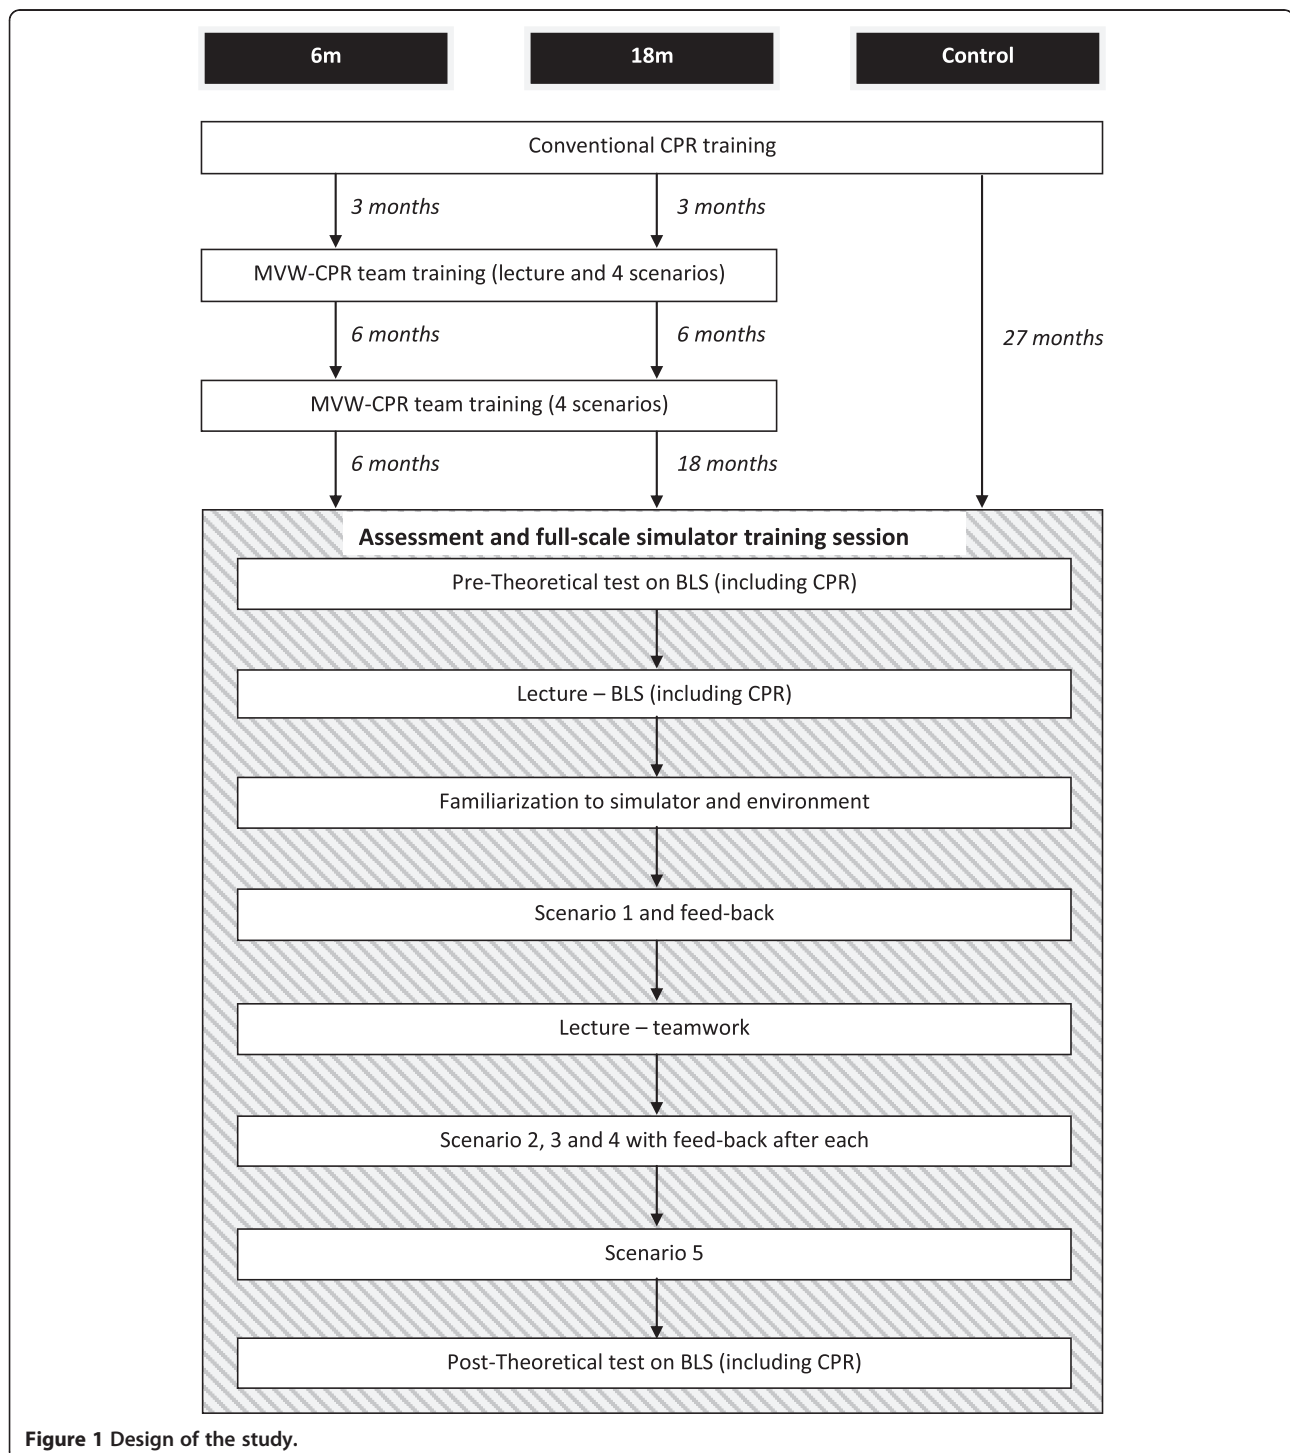 6m
18m
Control
Conventional CPR training
3 months
3 months
MVW-CPR team training (lecture and 4 scenarios)
6 months
6 months
27 months
MVW-CPR team training (4 scenarios)
6 months
18 months
Assessment and full-scale simulator training session
Pre-Theoretical test on BLS (including CPR)
Lecture – BLS (including CPR)
Familiarization to simulator and environment
Scenario 1 and feed-back
Lecture – teamwork
Scenario 2, 3 and 4 with feed-back after each
Scenario 5
Post-Theoretical test on BLS (including CPR)
Figure 1 Design of the study.